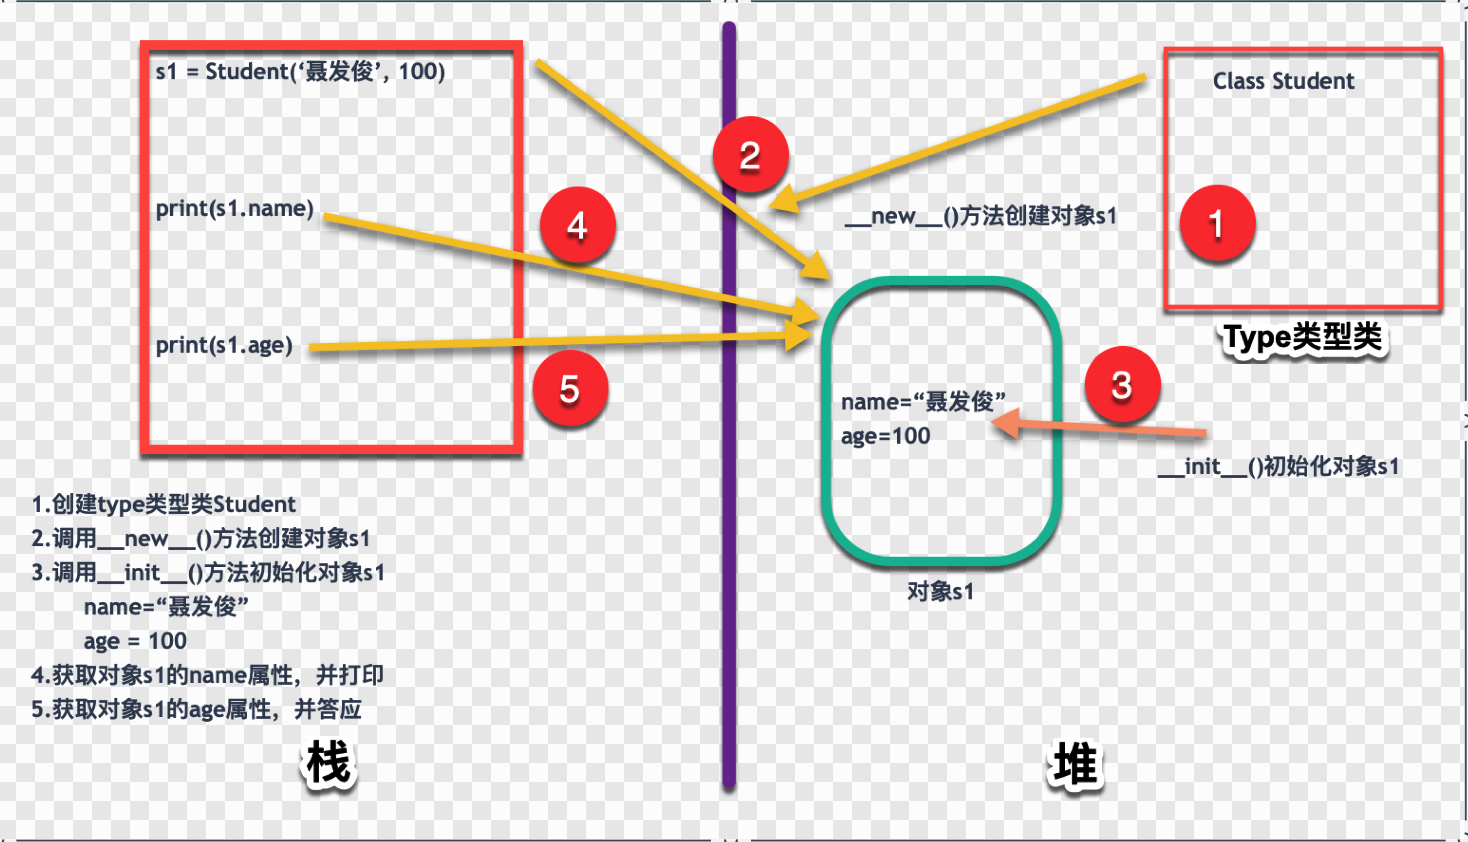 s1 = Student(‘聂发俊’, 100)
print(s1.name)
print(s1.age)
2
4
5
Class Student
1
Type类型类
__new__()方法创建对象s1
3
name=“聂发俊”
age=100
__init__()初始化对象s1
对象s1
1.创建type类型类Student
2.调用__new__()方法创建对象s1
3.调用__init__()方法初始化对象s1
name=“聂发俊”
age = 100
4.获取对象s1的name属性，并打印
5.获取对象s1的age属性，并答应
栈
堆